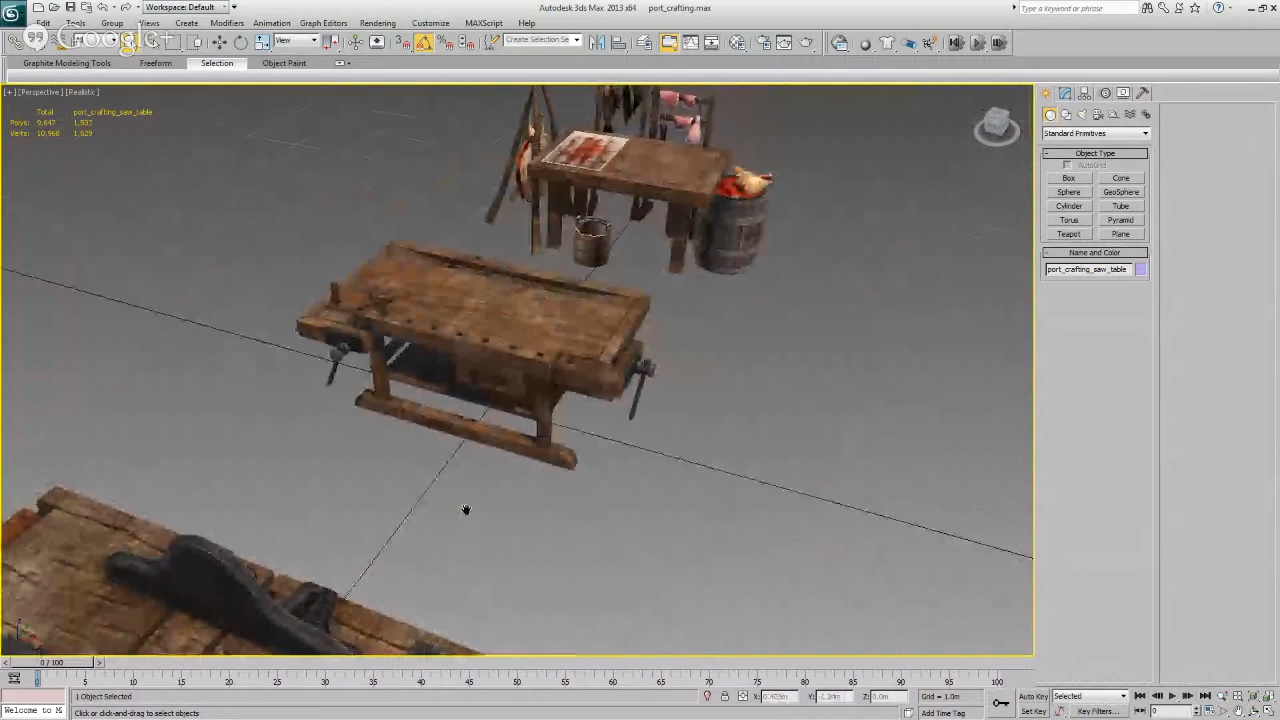 Autodesk 3ds Max 2013 x64 port_crafting.max
Type a keyword or phrase
Workspace: Default
Google+
Edit Tools Group Views Create Modifiers Animation Graph Editors Rendering Customize MAXScript Help
View
Create Selection Se
Graphite Modeling Tools Freeform Selection Object Paint
[+] [Perspective] [Realistic]
Total port_crafting_saw_table
Polys: 9,647 1,502
Verts: 10,960 1,629
Standard Primitives
- Object Type
AutoGrid
Box Cone
Sphere GeoSphere
Cylinder Tube
Torus Pyramid
Teapot Plane
- Name and Color
port_crafting_saw_table
< 0 / 100 >
5 10 15 20 25 30 35 40 45 50 55 60 65 70 75 80 85 90 95 100
1 Object Selected
X: Y: Z: 0.0m
Grid = 1.0m
Auto Key Selected
Welcome to M
Click or click-and-drag to select objects
Add Time Tag
Set Key Key Filters... 0